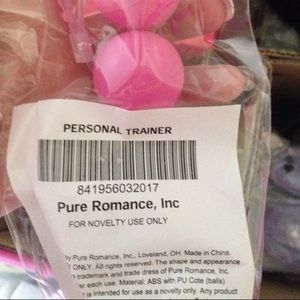 PERSONAL TRAINER
841956032017
Pure Romance, Inc
FOR NOVELTY USE ONLY
by Pure Romance, Inc., Loveland, OH. Made in China.
ONLY. All rights reserved. The shape and appearance
trademark and trade dress of Pure Romance, Inc.
er each use. Material: ABS with PU Cote (balls)
is intended for use as a novelty only. Any product